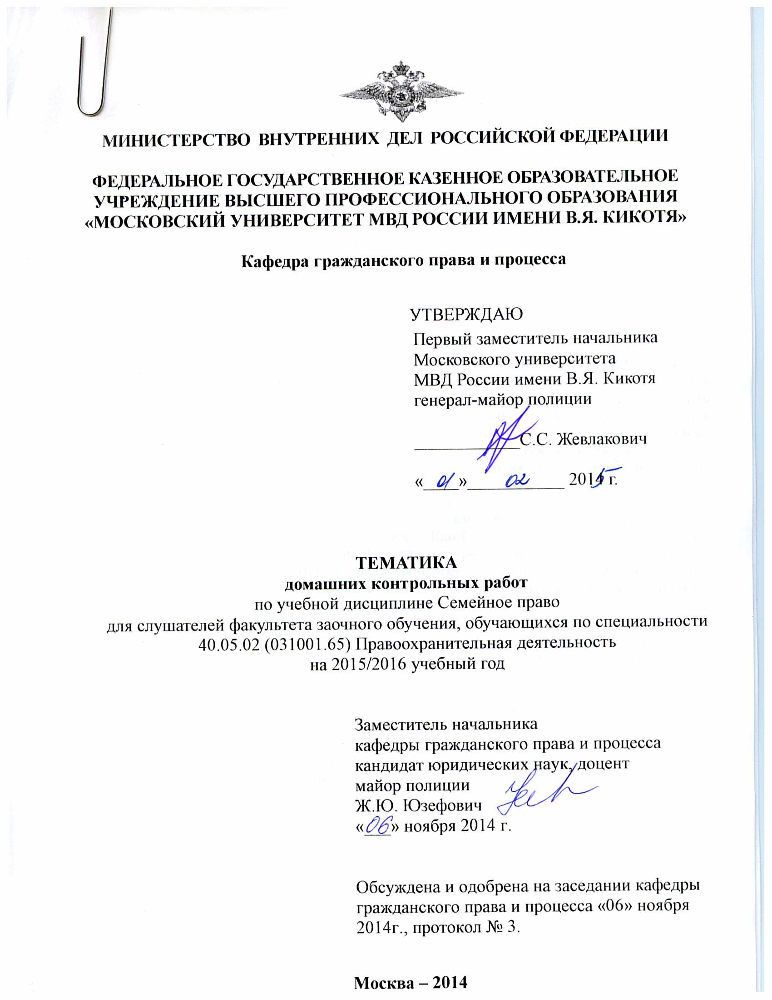 МИНИСТЕРСТВО ВНУТРЕННИХ ДЕЛ РОССИЙСКОЙ ФЕДЕРАЦИИ
ФЕДЕРАЛЬНОЕ ГОСУДАРСТВЕННОЕ КАЗЕННОЕ ОБРАЗОВАТЕЛЬНОЕ
УЧРЕЖДЕНИЕ ВЫСШЕГО ПРОФЕССИОНАЛЬНОГО ОБРАЗОВАНИЯ
«МОСКОВСКИЙ УНИВЕРСИТЕТ МВД РОССИИ ИМЕНИ В.Я. КИКОТЯ»
Кафедра гражданского права и процесса
УТВЕРЖДАЮ
Первый заместитель начальника
Московского университета
МВД России имени В.Я. Кикотя
генерал-майор полиции
С.С. Жевлакович
«01» 02 2015 г.
ТЕМАТИКА
домашних контрольных работ
по учебной дисциплине Семейное право
для слушателей факультета заочного обучения, обучающихся по специальности
40.05.02 (031001.65) Правоохранительная деятельность
на 2015/2016 учебный год
Заместитель начальника
кафедры гражданского права и процесса
кандидат юридических наук, доцент
майор полиции
Ж.Ю. Юзефович
«06» ноября 2014 г.
Обсуждена и одобрена на заседании кафедры
гражданского права и процесса «06» ноября
2014г., протокол № 3.
Москва – 2014